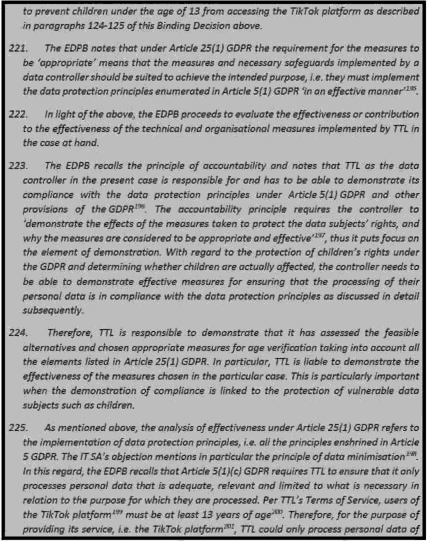 to prevent children under the age of 13 from accessing the TikTok platform as described
in paragraphs 124-125 of this Binding Decision above.
221. The EDPB notes that under Article 25(1) GDPR the requirement for the measures to
be 'appropriate' means that the measures and necessary safeguards implemented by a
data controller should be suited to achieve the intended purpose, i.e. they must implement
the data protection principles enumerated in Article 5(1) GDPR 'in an effective manner'195.
222. In light of the above, the EDPB proceeds to evaluate the effectiveness or contribution
to the effectiveness of the technical and organisational measures implemented by TTL in
the case at hand.
223. The EDPB recalls the principle of accountability and notes that TTL as the data
controller in the present case is responsible for and has to be able to demonstrate its
compliance with the data protection principles under Article 5(1) GDPR and other
provisions of the GDPR196. The accountability principle requires the controller to
'demonstrate the effects of the measures taken to protect the data subjects' rights, and
why the measures are considered to be appropriate and effective'197, thus it puts focus on
the element of demonstration. With regard to the protection of children's rights under
the GDPR and determining whether children are actually affected, the controller needs to
be able to demonstrate effective measures for ensuring that the processing of their
personal data is in compliance with the data protection principles as discussed in detail
subsequently.
224. Therefore, TTL is responsible to demonstrate that it has assessed the feasible
alternatives and chosen appropriate measures for age verification taking into account all
the elements listed in Article 25(1) GDPR. In particular, TTL is liable to demonstrate the
effectiveness of the measures chosen in the particular case. This is particularly important
when the demonstration of compliance is linked to the protection of vulnerable data
subjects such as children.
225. As mentioned above, the analysis of effectiveness under Article 25(1) GDPR refers to
the implementation of data protection principles, i.e. all the principles enshrined in Article
5 GDPR. The IT SA's objection mentions in particular the principle of data minimisation198.
In this regard, the EDPB recalls that Article 5(1)(c) GDPR requires TTL to ensure that it only
processes personal data that is adequate, relevant and limited to what is necessary in
relation to the purpose for which they are processed. Per TTL's Terms of Service, users of
the TikTok platform199 must be at least 13 years of age200. Therefore, for the purpose of
providing its service, i.e. the TikTok platform201, TTL could only process personal data of